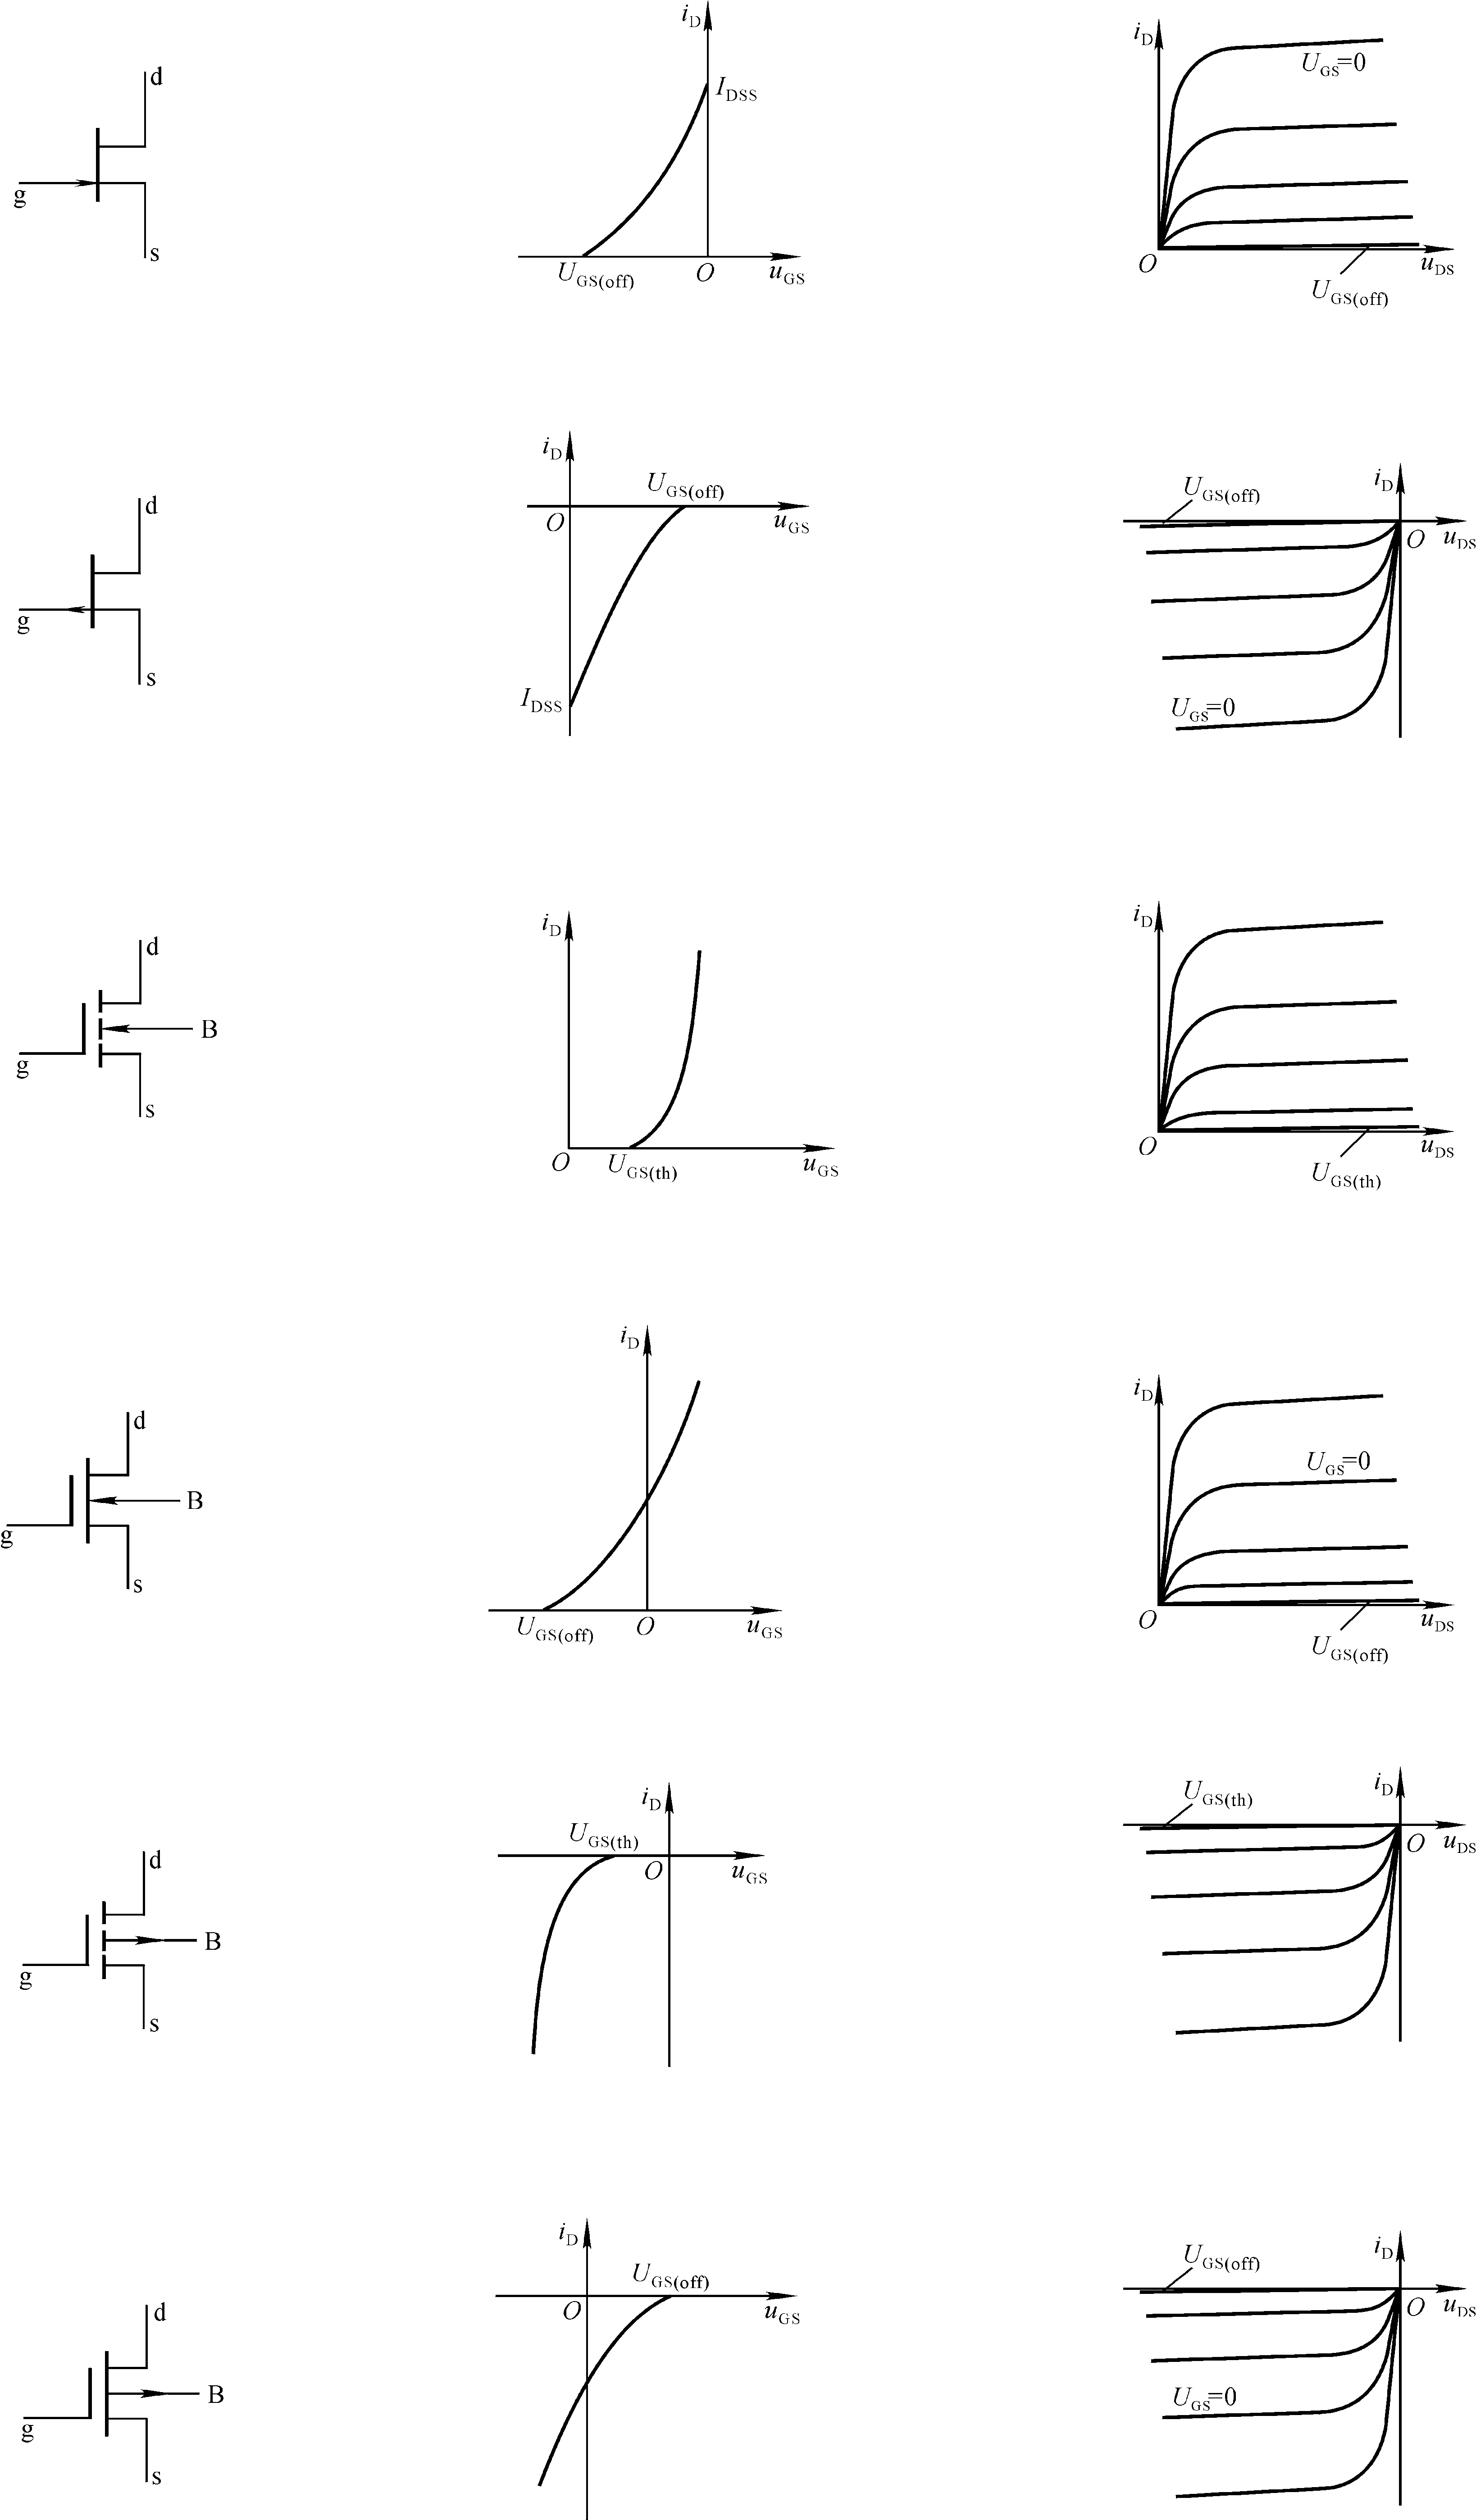 d
g
s
iD
IDSS
UGS(off)
O
uGS
iD
UGS=0
O
uDS
UGS(off)
d
g
s
iD
UGS(off)
O
uGS
IDSS
UGS(off)
iD
O
uDS
UGS=0
d
B
g
s
iD
O
UGS(th)
uGS
iD
O
uDS
UGS(th)
d
B
g
s
iD
UGS(off)
O
uGS
iD
UGS=0
O
uDS
UGS(off)
d
B
g
s
iD
UGS(th)
O
uGS
UGS(th)
iD
O
uDS
d
B
g
s
iD
UGS(off)
O
uGS
UGS(off)
iD
O
uDS
UGS=0